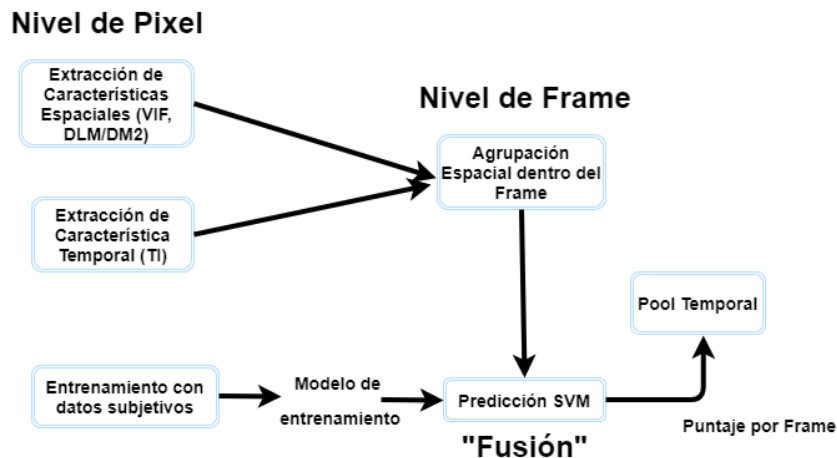 Nivel de Pixel
Extracción de
Características
Espaciales (VIF,
DLM/DM2)
Nivel de Frame
Agrupación
Espacial dentro del
Frame
Extracción de
Característica
Temporal (TI)
Pool Temporal
Entrenamiento con
datos subjetivos
Modelo de
entrenamiento
Predicción SVM
"Fusión"
Puntaje por Frame